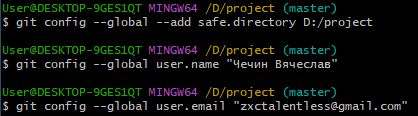 User@DESKTOP-9GES1QT MINGW64 /D/project (master)
$ git config --global --add safe.directory D:/project
User@DESKTOP-9GES1QT MINGW64 /D/project (master)
$ git config --global user.name "Чечин Вячеслав"
User@DESKTOP-9GES1QT MINGW64 /D/project (master)
$ git config --global user.email "zxctalentless@gmail.com"